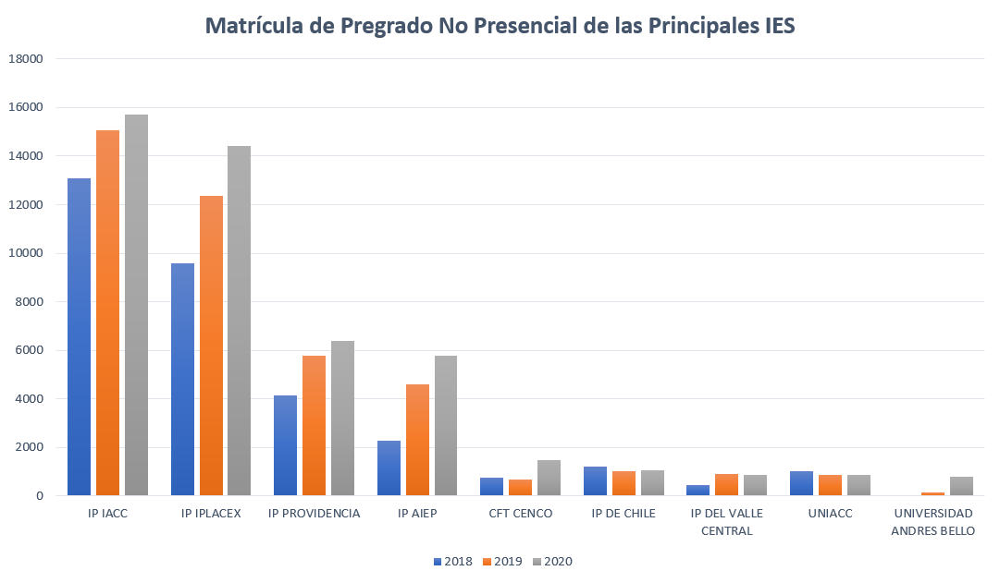 Matrícula de Pregrado No Presencial de las Principales IES
18000
16000
14000
12000
10000
8000
6000
4000
2000
0
IP IACC
IP IPLACEX
IP PROVIDENCIA
IP AIEP
CFT CENCO
IP DE CHILE
IP DEL VALLE
CENTRAL
UNIACC
UNIVERSIDAD
ANDRES BELLO
2018
2019
2020